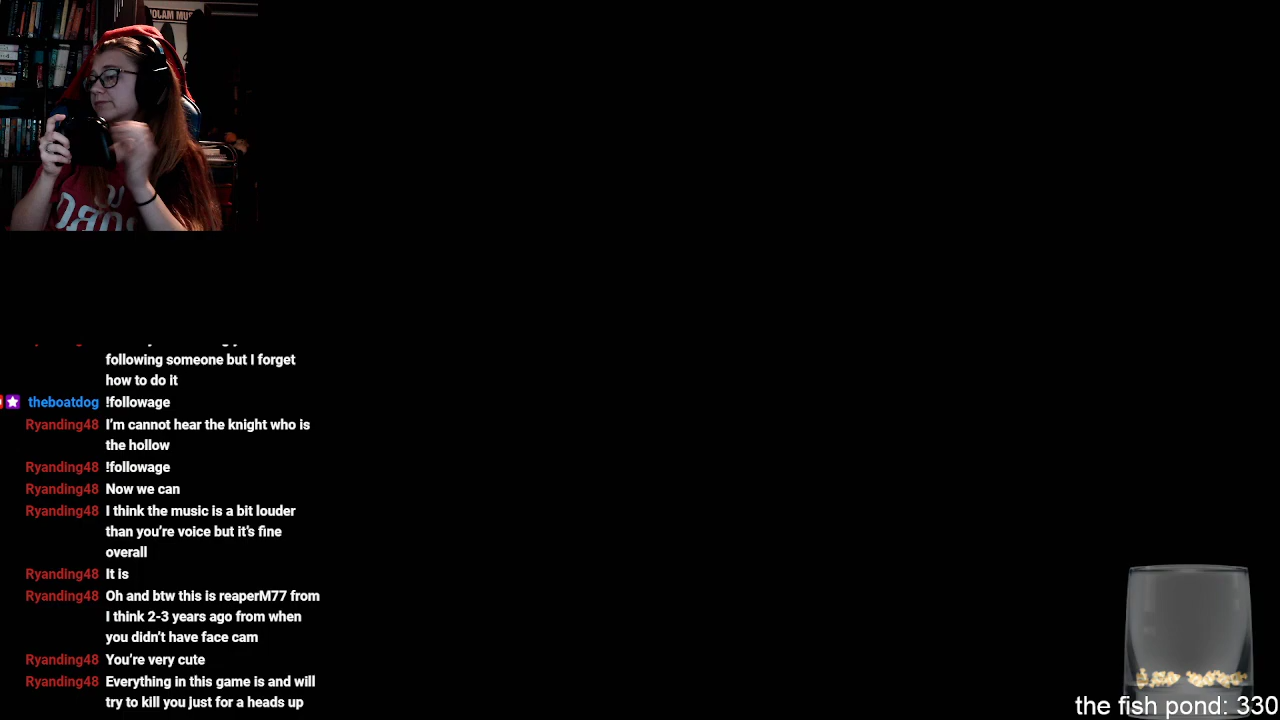 following someone but I forget
how to do it
theboatdog !followage
Ryanding48 I'm cannot hear the knight who is
the hollow
Ryanding48 !followage
Ryanding48 Now we can
Ryanding48 I think the music is a bit louder
than you're voice but it's fine
overall
Ryanding48 It is
Ryanding48 Oh and btw this is reaperM77 from
I think 2-3 years ago from when
you didn't have face cam
Ryanding48 You're very cute
Ryanding48 Everything in this game is and will
try to kill you just for a heads up
the fish pond: 330